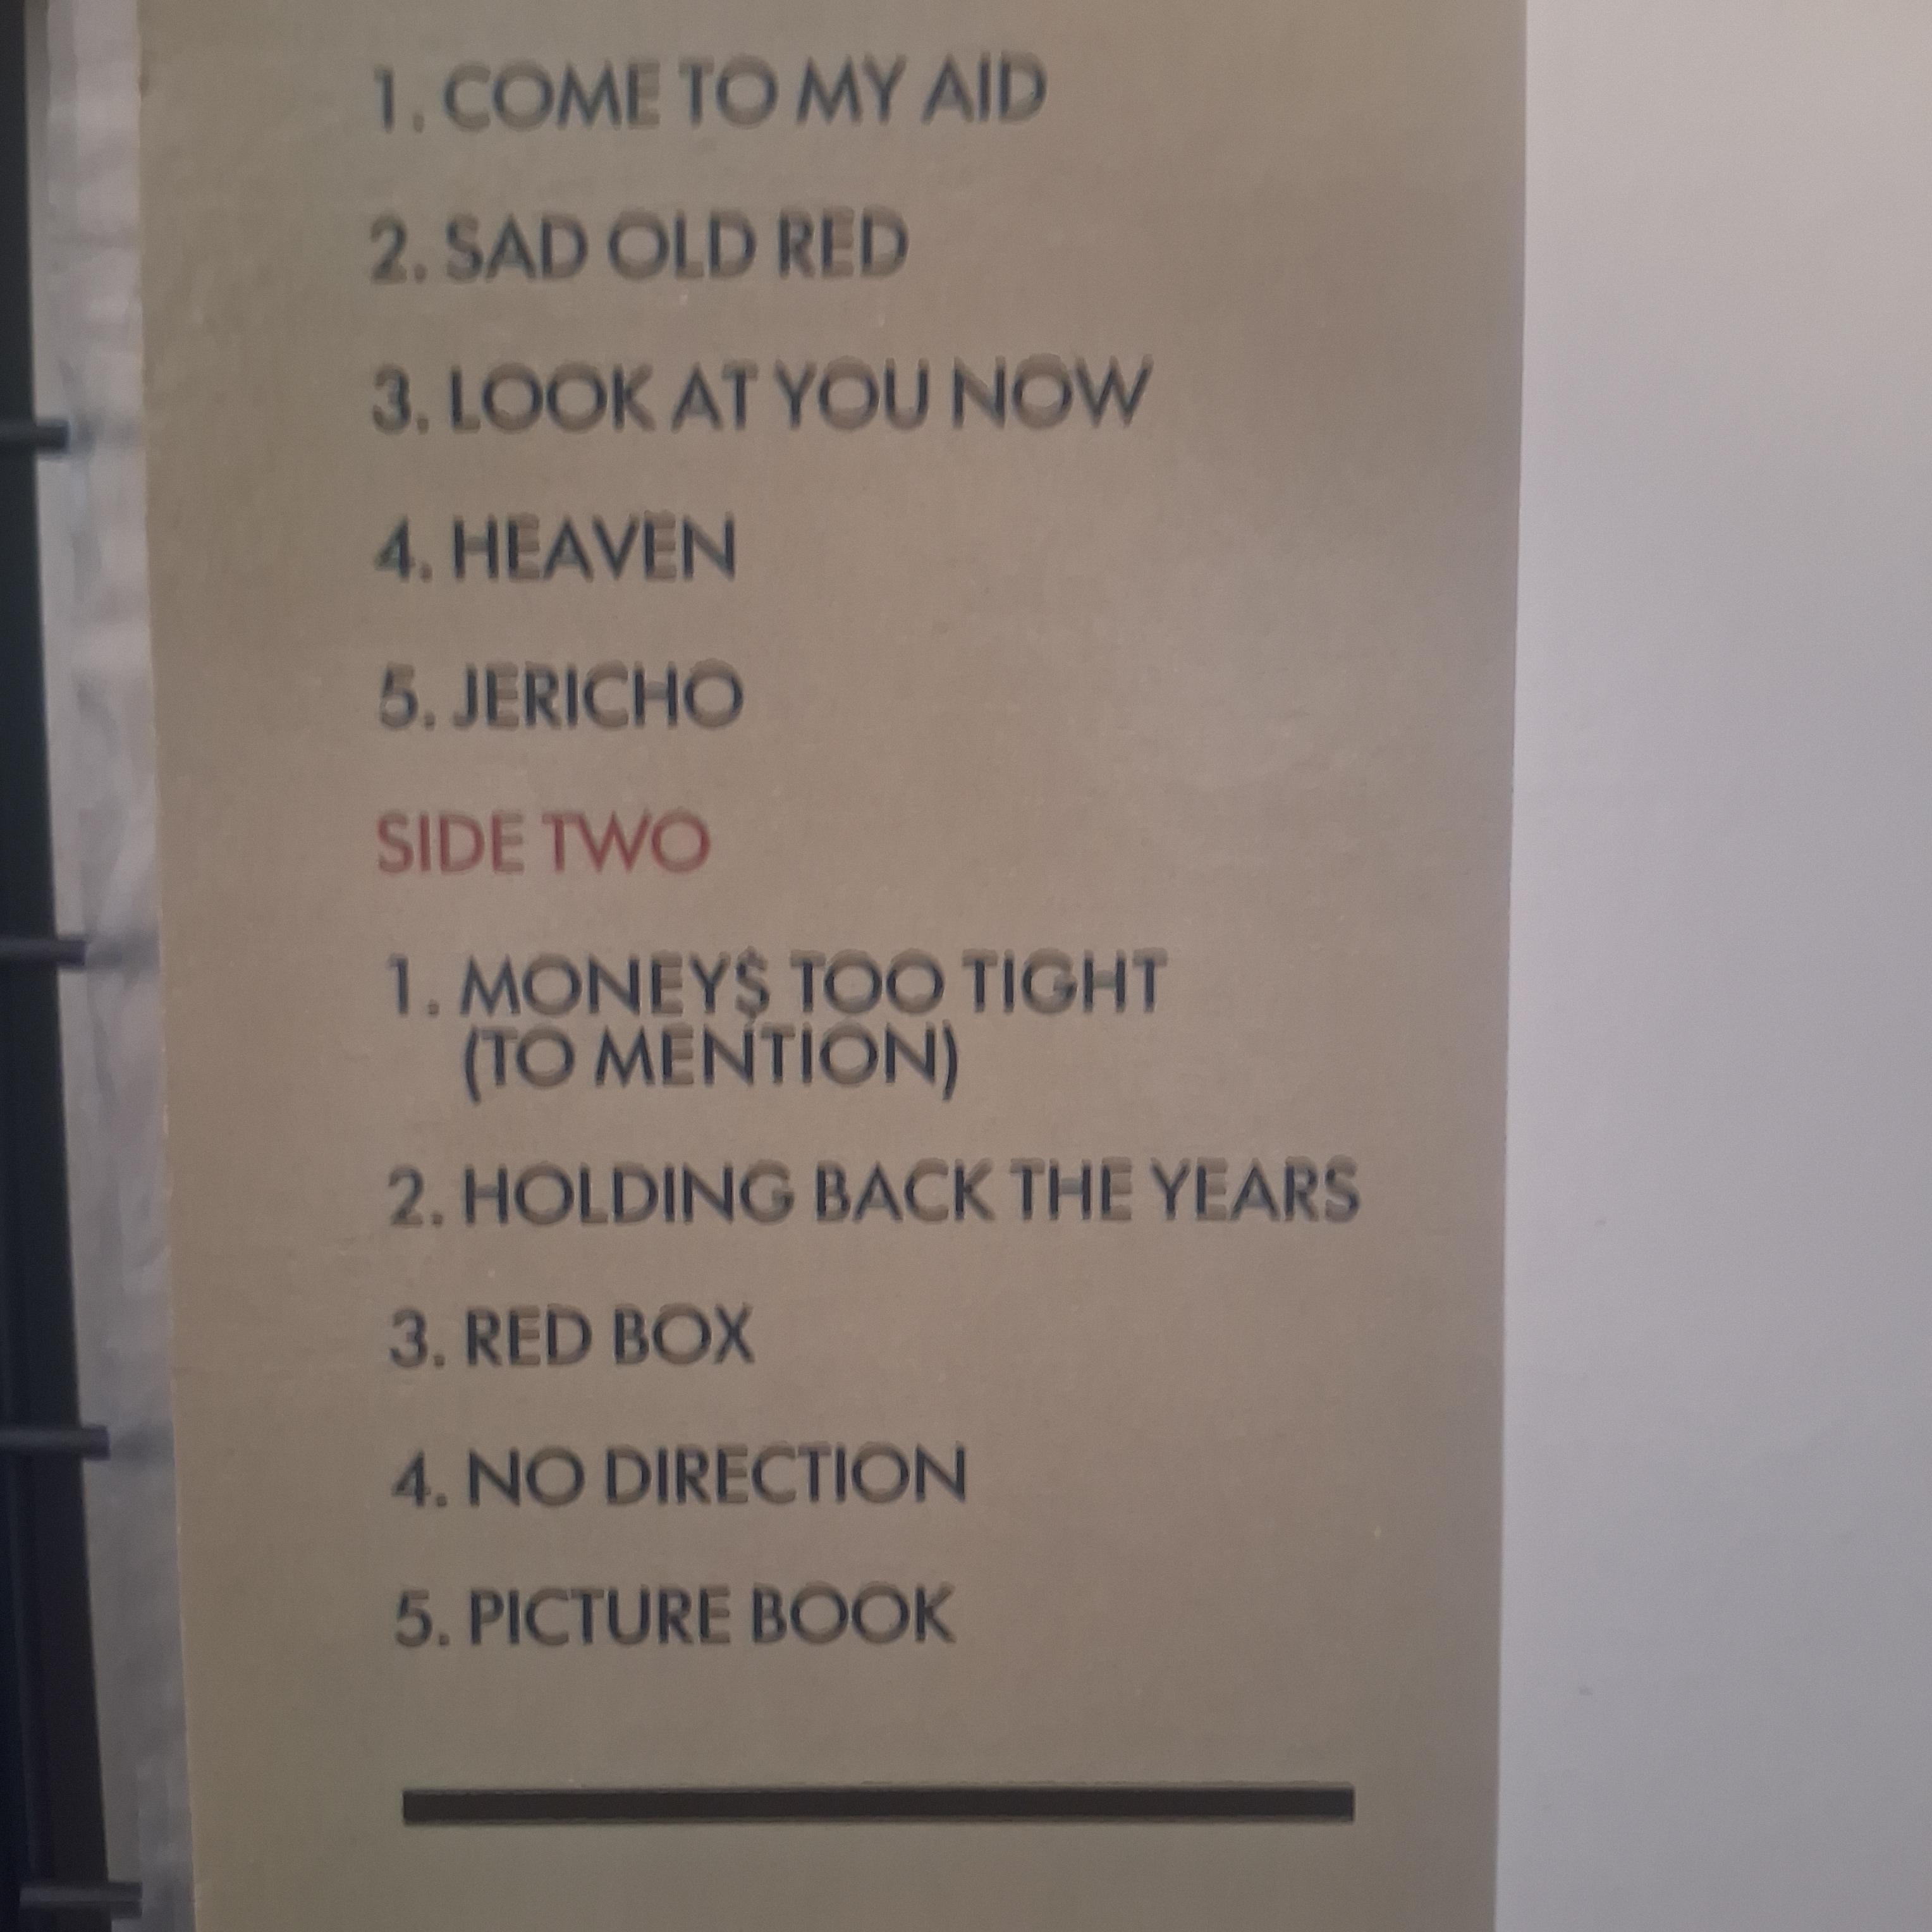 1. COME TO MY AID
2. SAD OLD RED
3. LOOK AT YOU NOW
4. HEAVEN
5. JERICHO
SIDE TWO
1. MONEY$ TOO TIGHT
(TO MENTION)
2. HOLDING BACK THE YEARS
3. RED BOX
4. NO DIRECTION
5. PICTURE BOOK